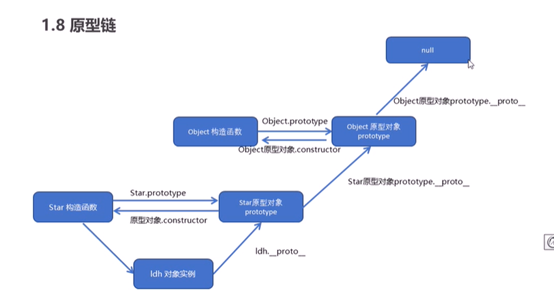 1.8 原型链
null
Object原型对象prototype.__proto__
Object.prototype
Object 构造函数
Object 原型对象
prototype
Object原型对象.constructor
Star原型对象prototype.__proto__
Star.prototype
Star 构造函数
Star原型对象
prototype
原型对象.constructor
ldh.__proto__
ldh 对象实例